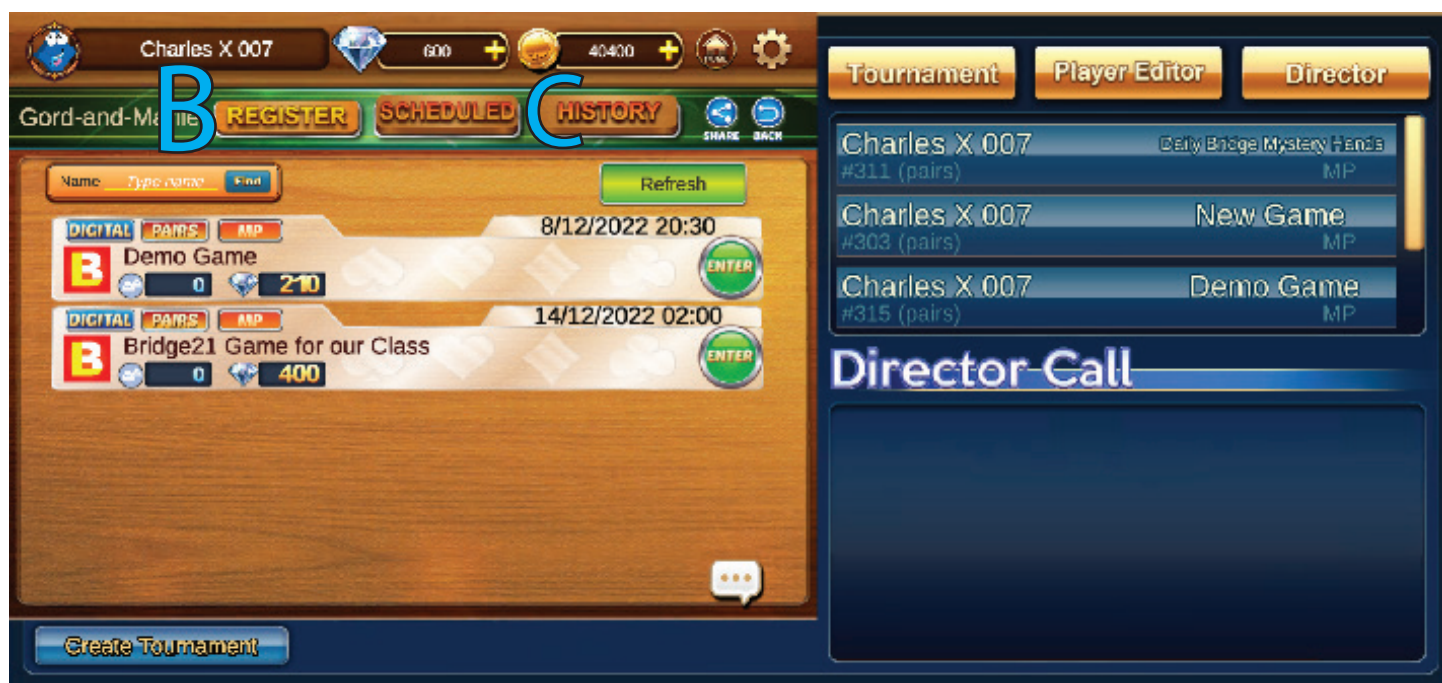 Charles X 007 600 40400
B C
Gord-and- REGISTER SCHEDULED HISTORY SHARE BACK
Name Type name Find Refresh
DIGITAL PAIRS MP 8/12/2022 20:30
B Demo Game ENTER
0 210
DIGITAL PAIRS MP 14/12/2022 02:00
B Bridge21 Game for our Class ENTER
0 400
Create Tournament
Tournament Player Editor Director
Charles X 007 Daily Bridge Mystery Hands
#311 (pairs) MP
Charles X 007 New Game
#303 (pairs) MP
Charles X 007 Demo Game
#315 (pairs) MP
Director Call